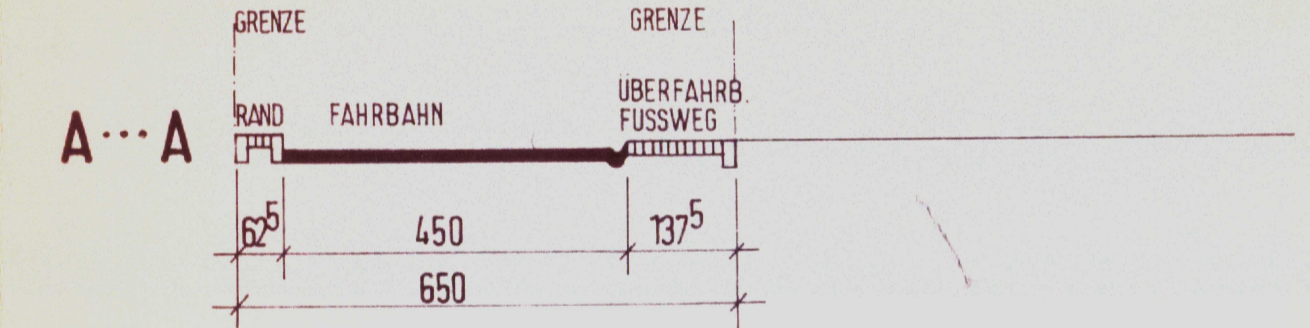 GRENZE GRENZE
ÜBERFAHRB.
RAND FAHRBAHN FUSSWEG
A···A
62⁵ 450 137⁵
650